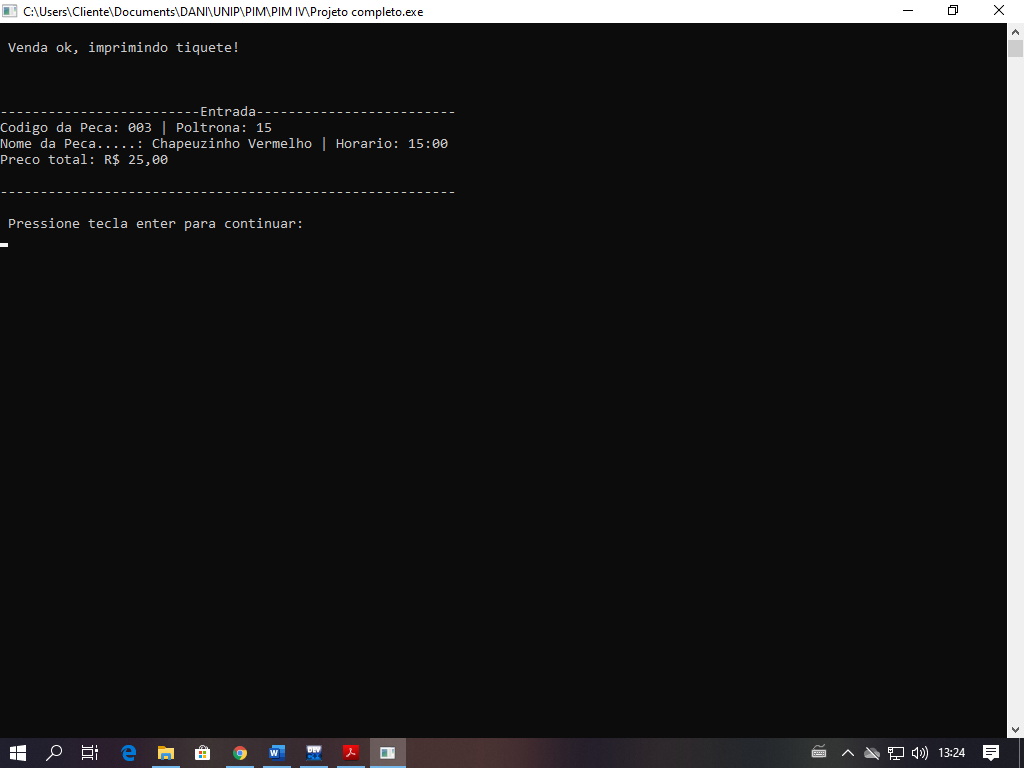 C:\Users\Cliente\Documents\DANI\UNIP\PIM\PIM IV\Projeto completo.exe
Venda ok, imprimindo tiquete!
-------------------------Entrada-------------------------
Codigo da Peca: 003 | Poltrona: 15
Nome da Peca.....: Chapeuzinho Vermelho | Horario: 15:00
Preco total: R$ 25,00
---------------------------------------------------------
Pressione tecla enter para continuar:
13:24